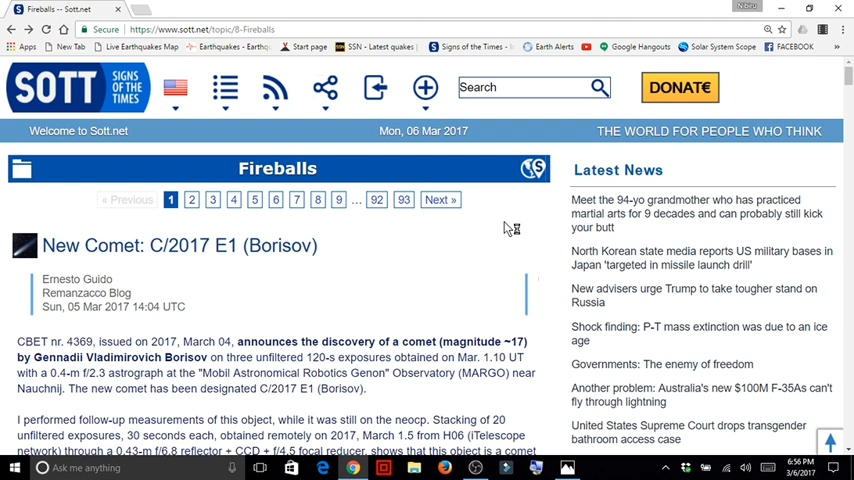 Nibiru
Fireballs -- Sott.net
Secure https://www.sott.net/topic/8-Fireballs
Apps New Tab Live Earthquakes Map Earthquakes - Earthq Start page SSN - Latest quakes Signs of the Times - Earth Alerts Google Hangouts Solar System Scope FACEBOOK
SOTT SIGNS OF THE TIMES Search DONAT€
Welcome to Sott.net Mon, 06 Mar 2017 THE WORLD FOR PEOPLE WHO THINK
Fireballs
« Previous 1 2 3 4 5 6 7 8 9 ... 92 93 Next »
New Comet: C/2017 E1 (Borisov)
Ernesto Guido
Remanzacco Blog
Sun, 05 Mar 2017 14:04 UTC
CBET nr. 4369, issued on 2017, March 04, announces the discovery of a comet (magnitude ~17)
by Gennadii Vladimirovich Borisov on three unfiltered 120-s exposures obtained on Mar. 1.10 UT
with a 0.4-m f/2.3 astrograph at the "Mobil Astronomical Robotics Genon" Observatory (MARGO) near
Nauchnij. The new comet has been designated C/2017 E1 (Borisov).
I performed follow-up measurements of this object, while it was still on the neocp. Stacking of 20
unfiltered exposures, 30 seconds each, obtained remotely on 2017, March 1.5 from H06 (iTelescope
network) through a 0.43-m f/6.8 reflector + CCD + f/4.5 focal reducer, shows that this object is a comet
Latest News
Meet the 94-yo grandmother who has practiced
martial arts for 9 decades and can probably still kick
your butt
North Korean state media reports US military bases in
Japan 'targeted in missile launch drill'
New advisers urge Trump to take tougher stand on
Russia
Shock finding: P-T mass extinction was due to an ice
age
Governments: The enemy of freedom
Another problem: Australia's new $100M F-35As can't
fly through lightning
United States Supreme Court drops transgender
bathroom access case
Ask me anything
6:56 PM
3/6/2017